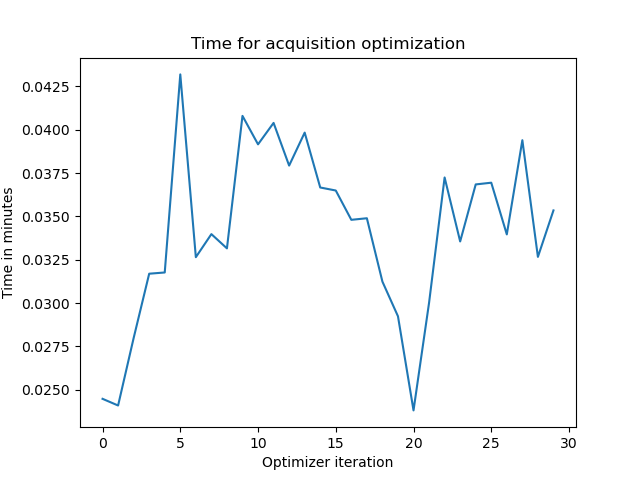 Time for acquisition optimization
0.0425
0.0400
0.0375
0.0350
0.0325
0.0300
0.0275
0.0250
Time in minutes
0 5 10 15 20 25 30
Optimizer iteration